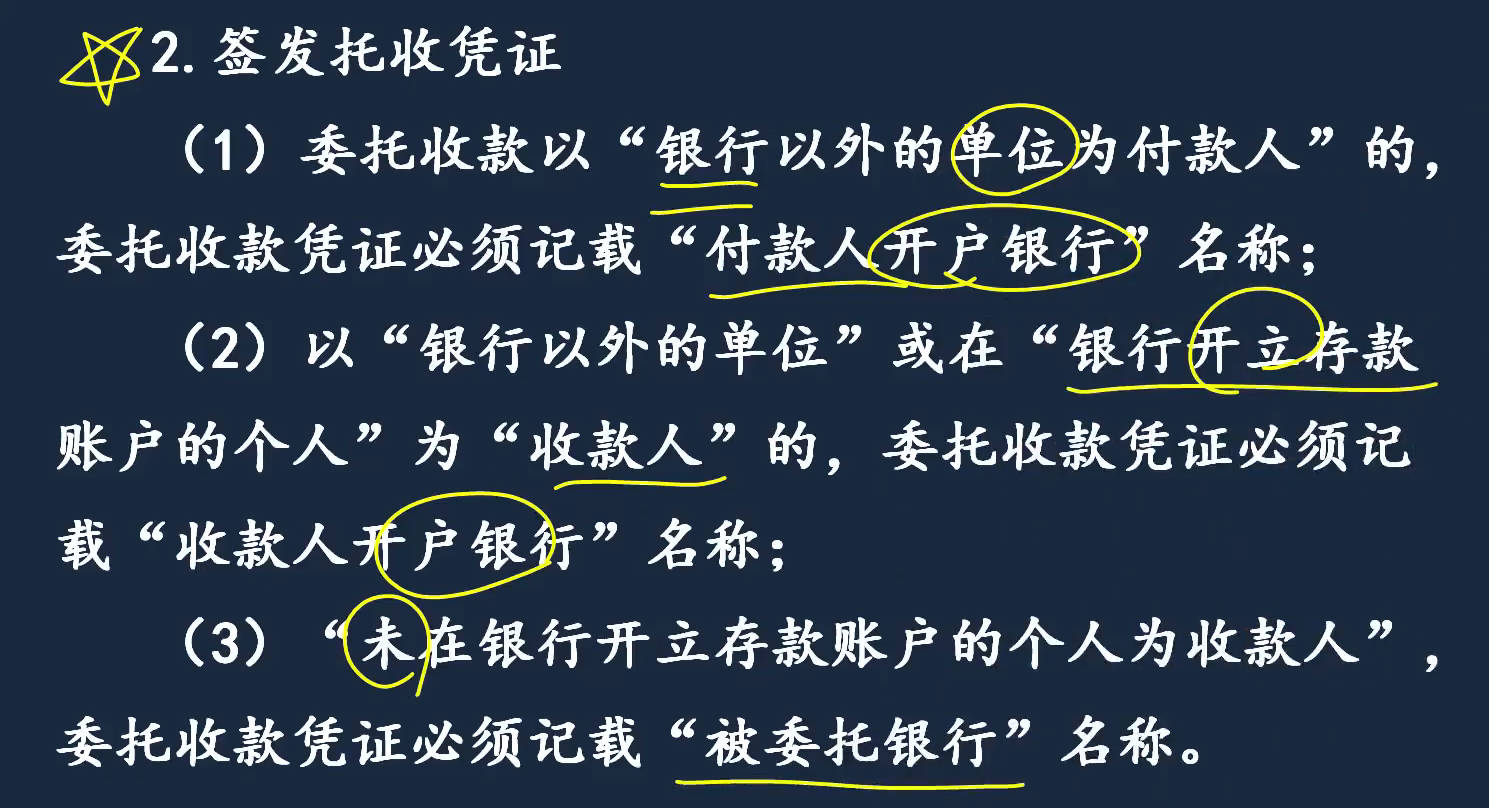 2. 签发托收凭证
（1）委托收款以“银行以外的单位为付款人”的，
委托收款凭证必须记载“付款人开户银行”名称；
（2）以“银行以外的单位”或在“银行开立存款
账户的个人”为“收款人”的，委托收款凭证必须记
载“收款人开户银行”名称；
（3）“未在银行开立存款账户的个人为收款人”，
委托收款凭证必须记载“被委托银行”名称。